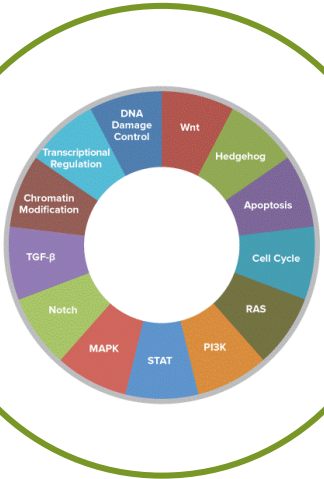 DNA
Damage
Control
Wnt
Hedgehog
Apoptosis
Cell Cycle
RAS
PI3K
STAT
MAPK
Notch
TGF-β
Chromatin
Modification
Transcriptional
Regulation